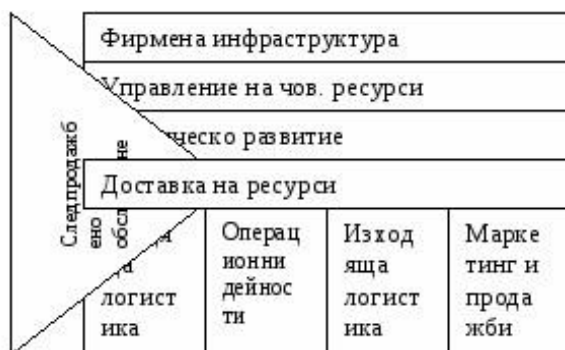 Фирмена инфраструктура
Управление на чов. ресурси
развитие
Доставка на ресурси
Следпродажб
ено
Операц
ионни
дейнос
ти
логист
ика
Изход
яща
логист
ика
Марке
тинг и
прода
жби